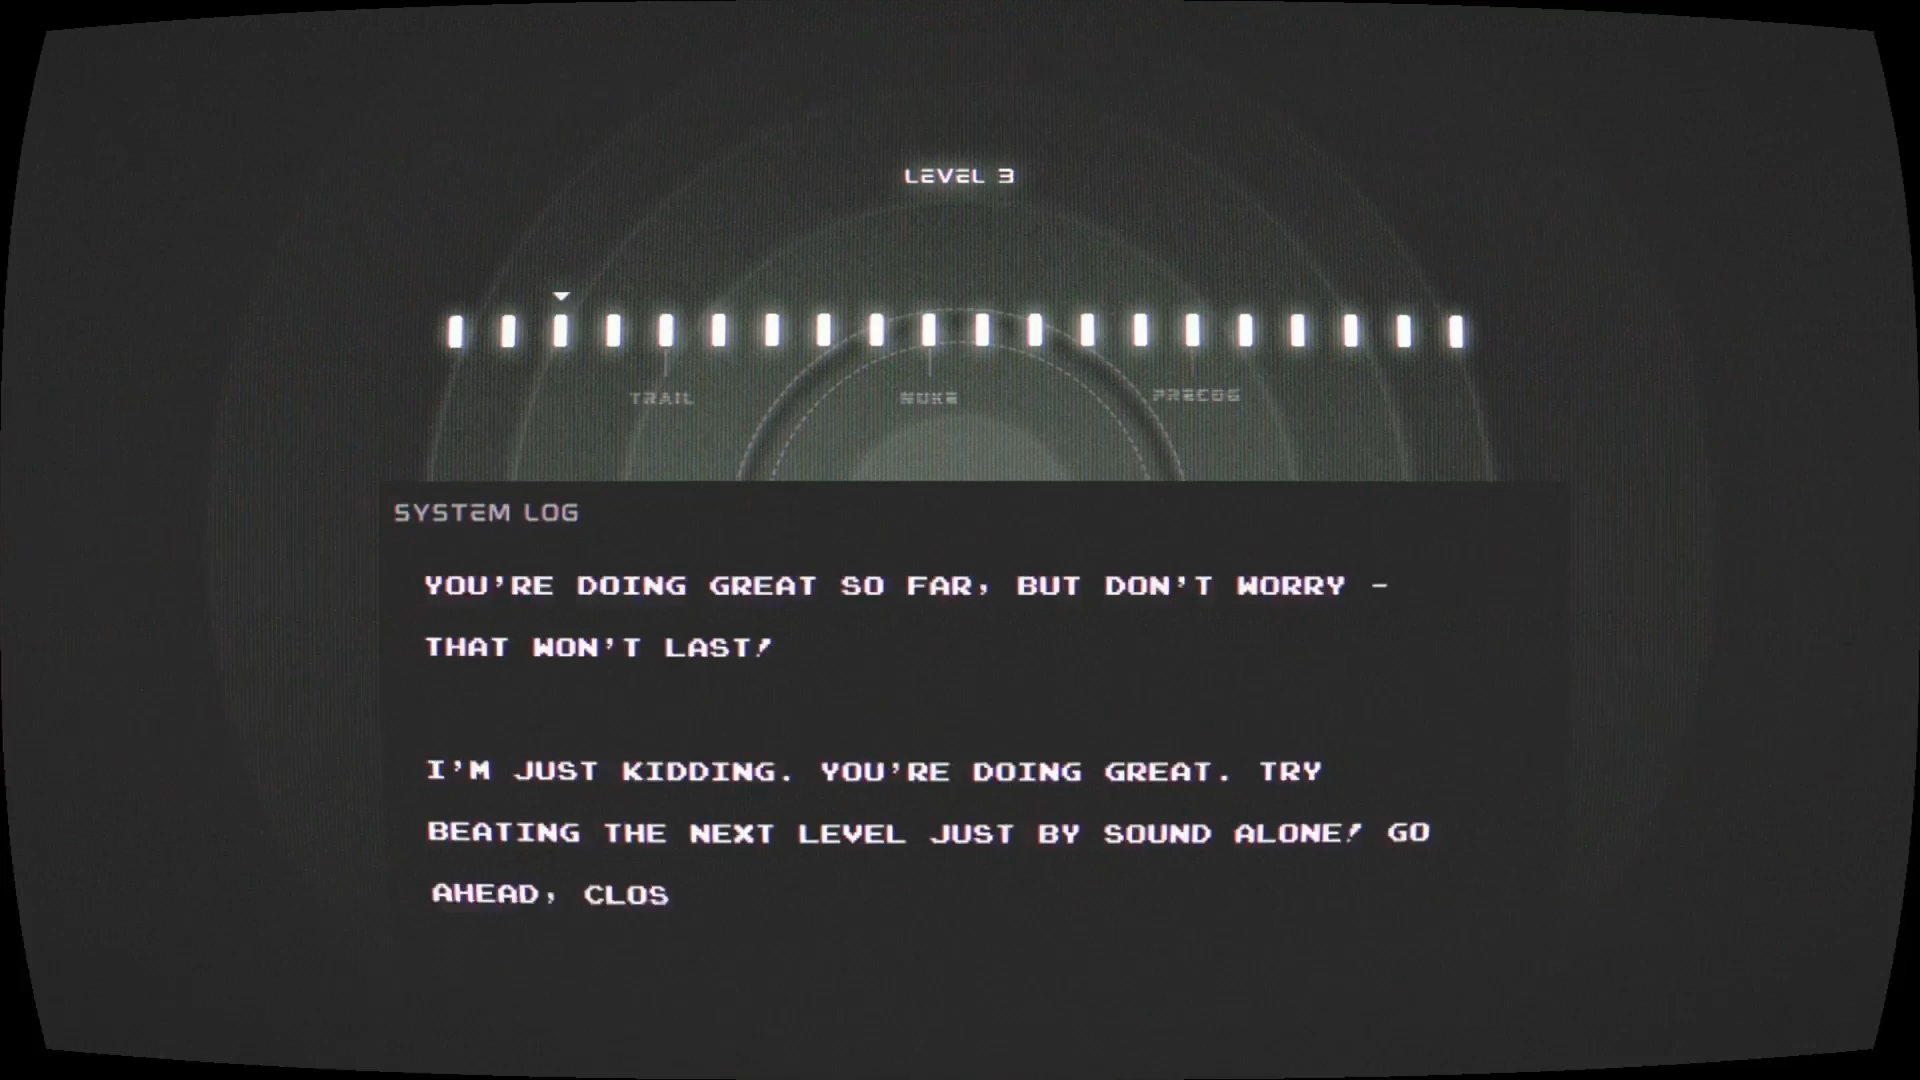 LEVEL 3
TRAIL NUKE PRECOG
SYSTEM LOG
YOU'RE DOING GREAT SO FAR, BUT DON'T WORRY -
THAT WON'T LAST!
I'M JUST KIDDING. YOU'RE DOING GREAT. TRY
BEATING THE NEXT LEVEL JUST BY SOUND ALONE! GO
AHEAD, CLOS